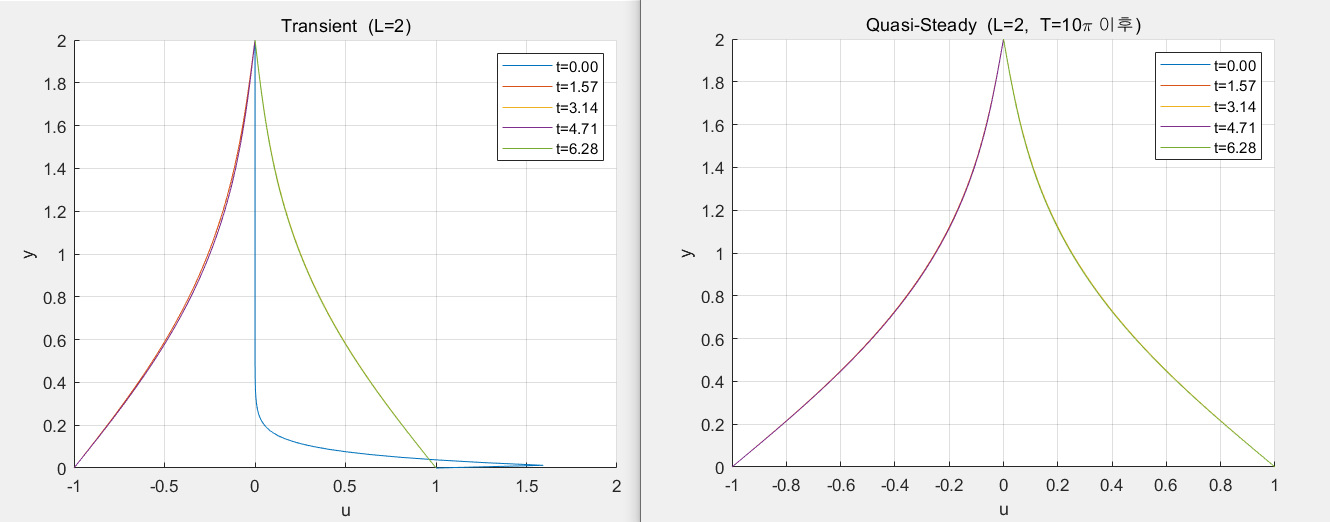 Transient (L=2)
2
1.8
1.6
1.4
1.2
1
0.8
0.6
0.4
0.2
0
y
t=0.00
t=1.57
t=3.14
t=4.71
t=6.28
-1 -0.5 0 0.5 1 1.5 2
u
Quasi-Steady (L=2, T=10π 이후)
2
1.8
1.6
1.4
1.2
1
0.8
0.6
0.4
0.2
0
y
t=0.00
t=1.57
t=3.14
t=4.71
t=6.28
-1 -0.8 -0.6 -0.4 -0.2 0 0.2 0.4 0.6 0.8 1
u